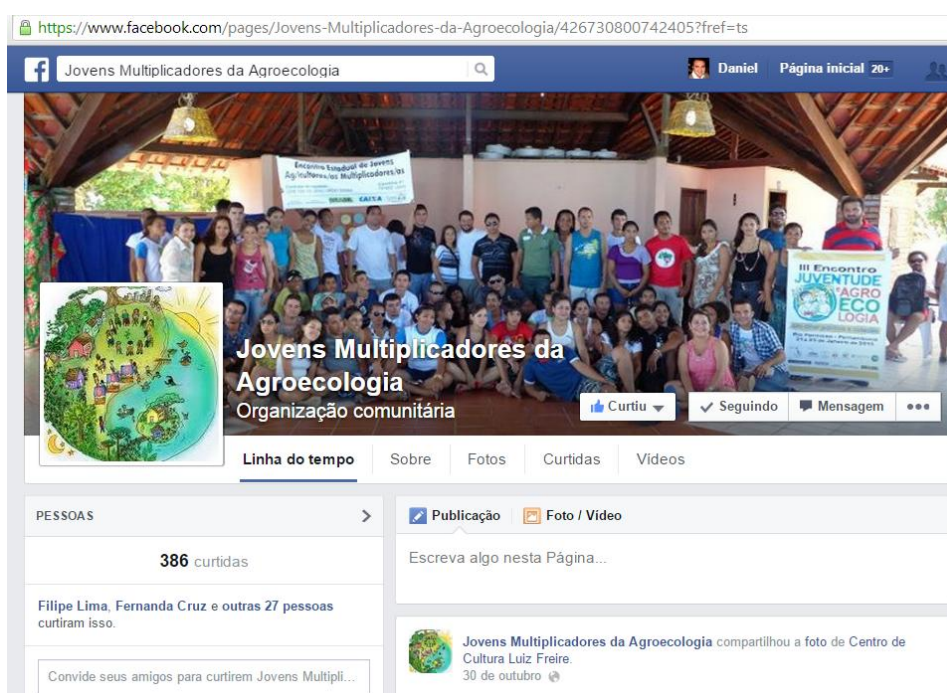 https://www.facebook.com/pages/Jovens-Multiplicadores-da-Agroecologia/426730800742405?fref=ts
Jovens Multiplicadores da Agroecologia
Daniel
Página inicial 20+
Encontro Estadual de Jovens
Agricultores/as Multiplicadores/as
BRASIL CAIXA
III Encontro
JUVENTUDE
AGRO
ECO
LOGIA
Jovens Multiplicadores da
Agroecologia
Organização comunitária
Curtiu
Seguindo
Mensagem
Linha do tempo Sobre Fotos Curtidas Vídeos
PESSOAS
386 curtidas
Filipe Lima, Fernanda Cruz e outras 27 pessoas
curtiram isso.
Convide seus amigos para curtirem Jovens Multipli...
Publicação Foto / Vídeo
Escreva algo nesta Página...
Jovens Multiplicadores da Agroecologia compartilhou a foto de Centro de
Cultura Luiz Freire.
30 de outubro